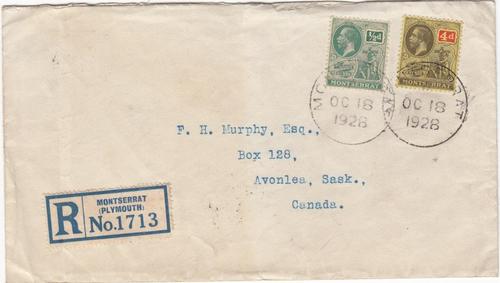 ½d
MONTSERRAT
4d
MONTSERRAT
OC 18
1928
OC 18
1928
F. H. Murphy, Esq.,
Box 128,
Avonlea, Sask.,
Canada.
R
MONTSERRAT
(PLYMOUTH)
No.1713